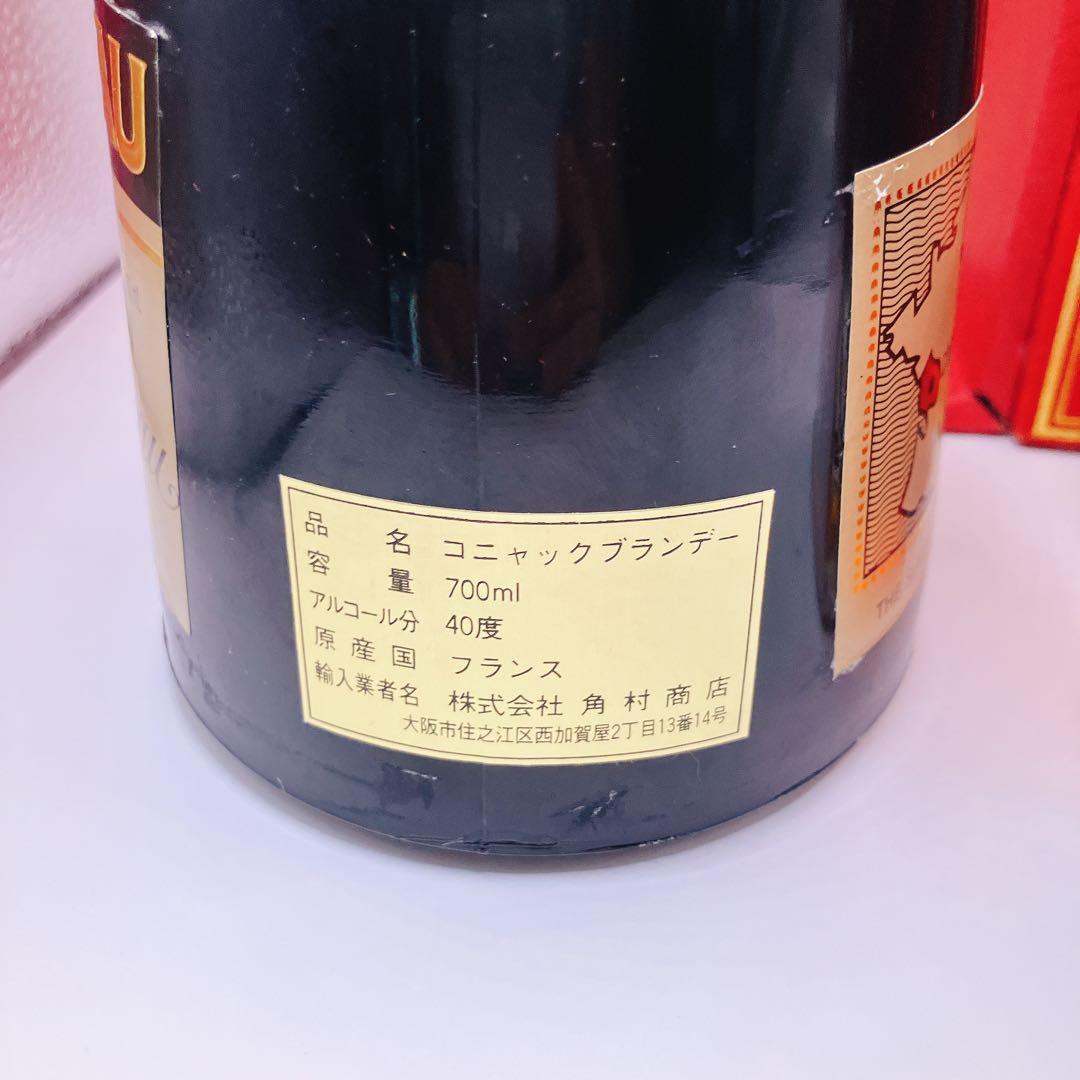 品名 コニャックブランデー
容量 700ml
アルコール分 40度
原産国 フランス
輸入業者名 株式会社 角村商店
大阪市住之江区西加賀屋2丁目13番14号